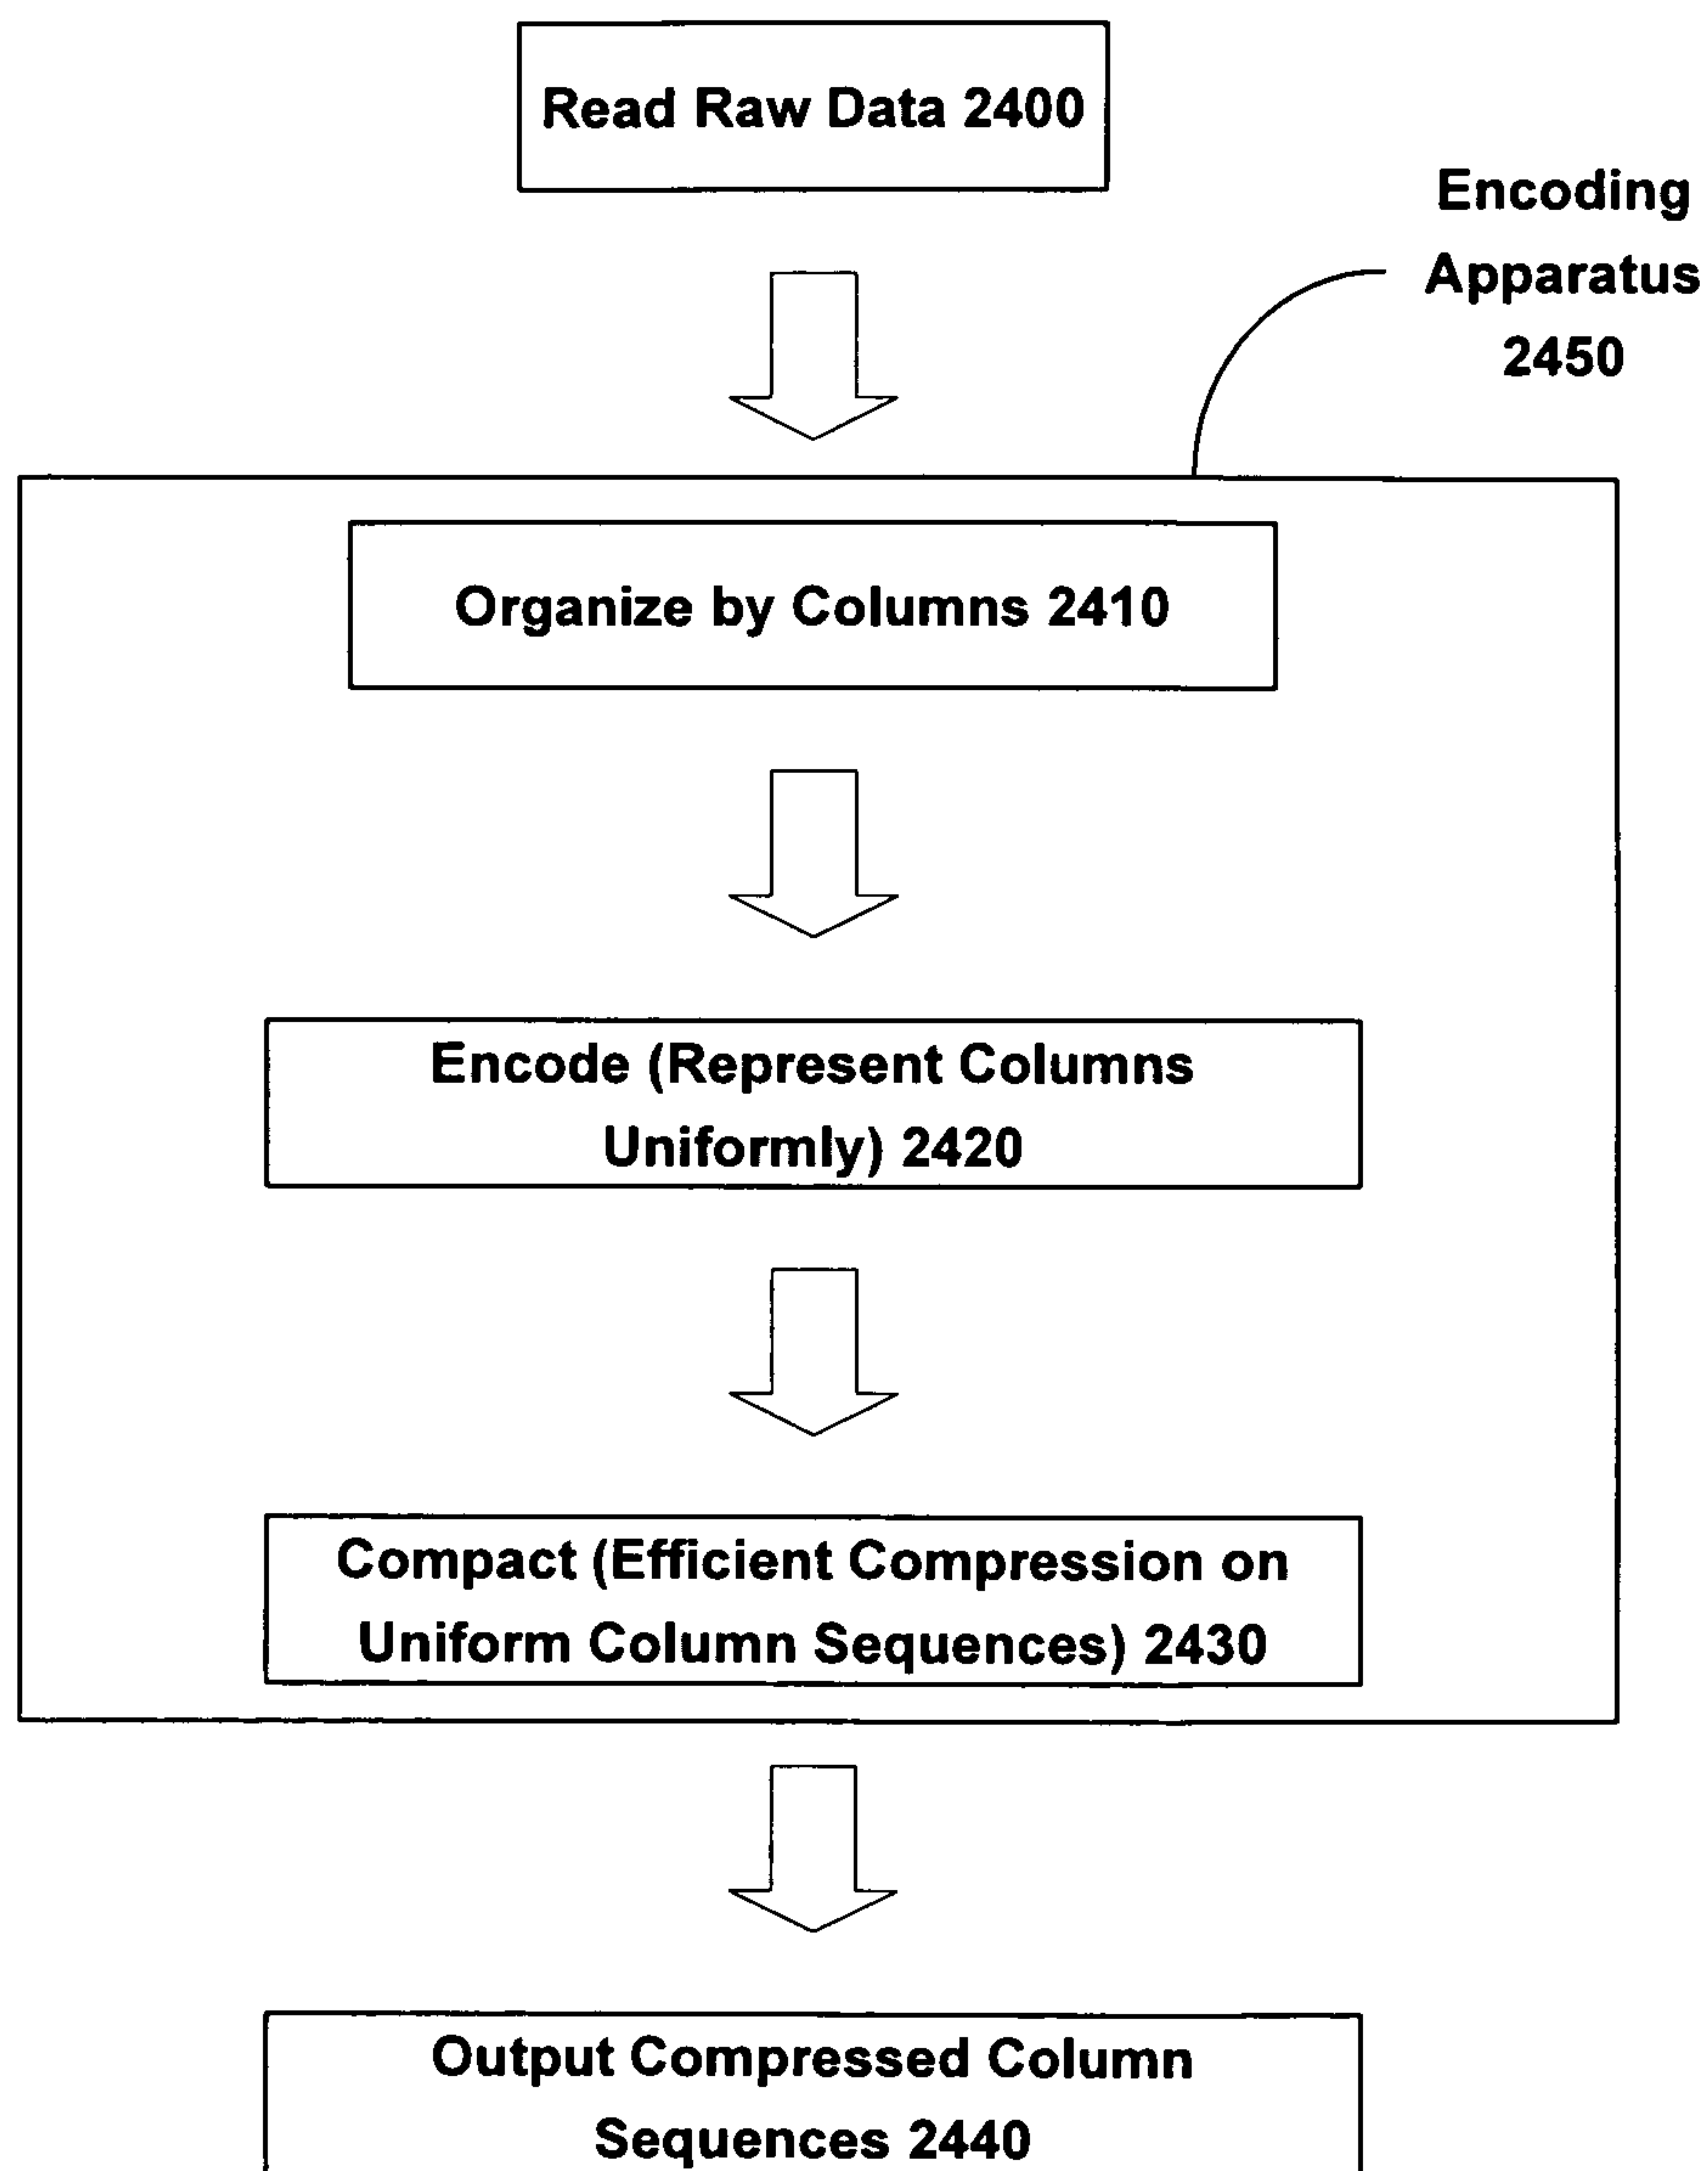 Read Raw Data 2400
Encoding
Apparatus
2450
Organize by Columns 2410
Encode (Represent Columns
Uniformly) 2420
Compact (Efficient Compression on
Uniform Column Sequences) 2430
Output Compressed Column
Sequences 2440